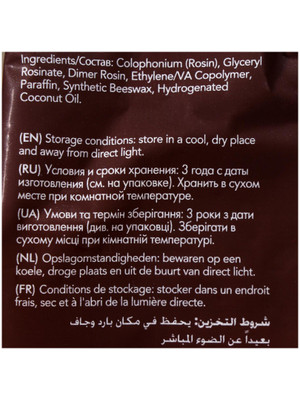 Ingredients/Состав: Colophonium (Rosin), Glyceryl
Rosinate, Dimer Rosin, Ethylene/VA Copolymer,
Paraffin, Synthetic Beeswax, Hydrogenated
Coconut Oil.
(EN) Storage conditions: store in a cool, dry place
and away from direct light.
(RU) Условия и сроки хранения: 3 года с даты
изготовления (см. на упаковке). Хранить в сухом
месте при комнатной температуре.
(UA) Умови та термін зберігання: 3 роки з дати
виготовлення (див. на упаковці). Зберігати в
сухому місці при кімнатній температурі.
(NL) Opslagomstandigheden: bewaren op een
koele, droge plaats en uit de buurt van direct licht.
(FR) Conditions de stockage: stocker dans un endroit
frais, sec et à l'abri de la lumière directe.
شروط التخزين: يحفظ في مكان بارد وجاف
بعيداً عن الضوء المباشر